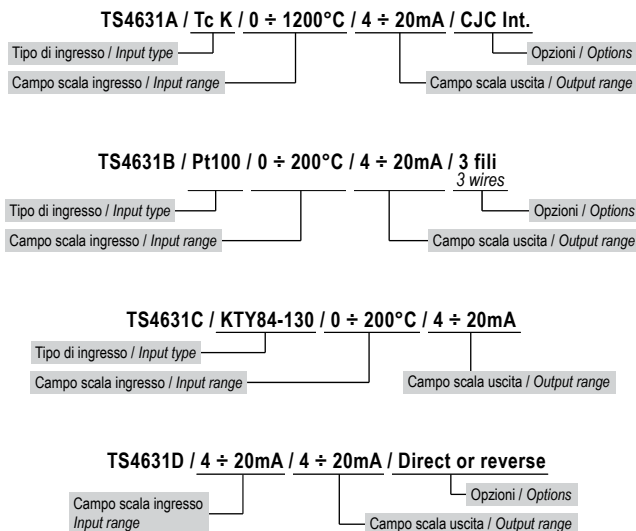 TS4631A / Tc K / 0 ÷ 1200°C / 4 ÷ 20mA / CJC Int.
Tipo di ingresso / Input type
Opzioni / Options
Campo scala ingresso / Input range
Campo scala uscita / Output range
TS4631B / Pt100 / 0 ÷ 200°C / 4 ÷ 20mA / 3 fili
3 wires
Tipo di ingresso / Input type
Opzioni / Options
Campo scala ingresso / Input range
Campo scala uscita / Output range
TS4631C / KTY84-130 / 0 ÷ 200°C / 4 ÷ 20mA
Tipo di ingresso / Input type
Campo scala ingresso / Input range
Campo scala uscita / Output range
TS4631D / 4 ÷ 20mA / 4 ÷ 20mA / Direct or reverse
Opzioni / Options
Campo scala ingresso
Input range
Campo scala uscita / Output range